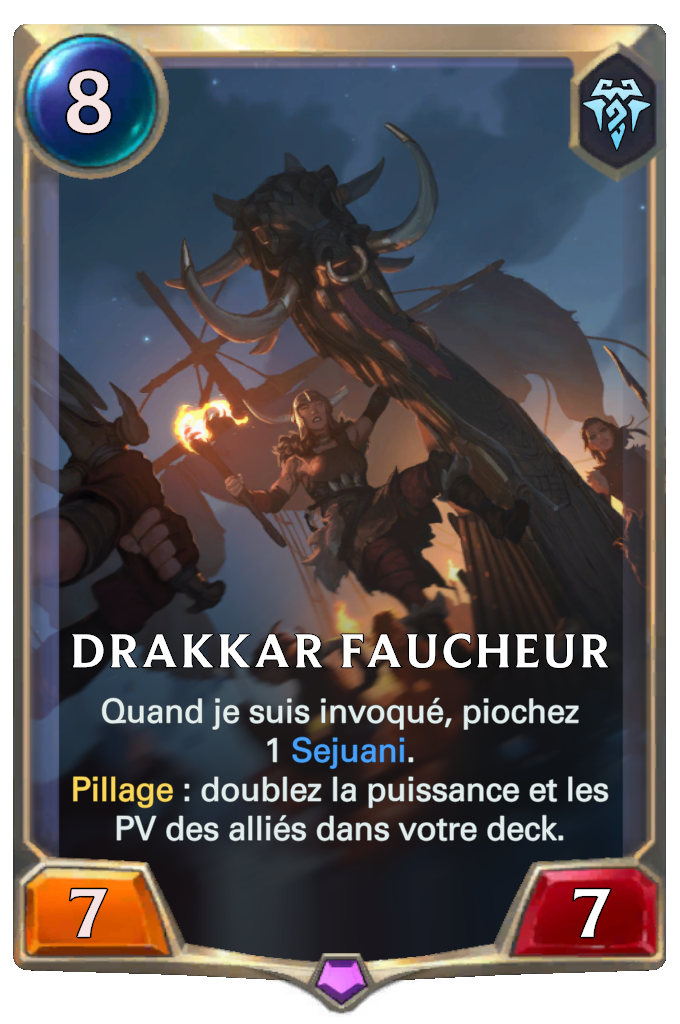 8
DRAKKAR FAUCHEUR
Quand je suis invoqué, piochez
1 Sejuani.
Pillage : doublez la puissance et les
PV des alliés dans votre deck.
7
7